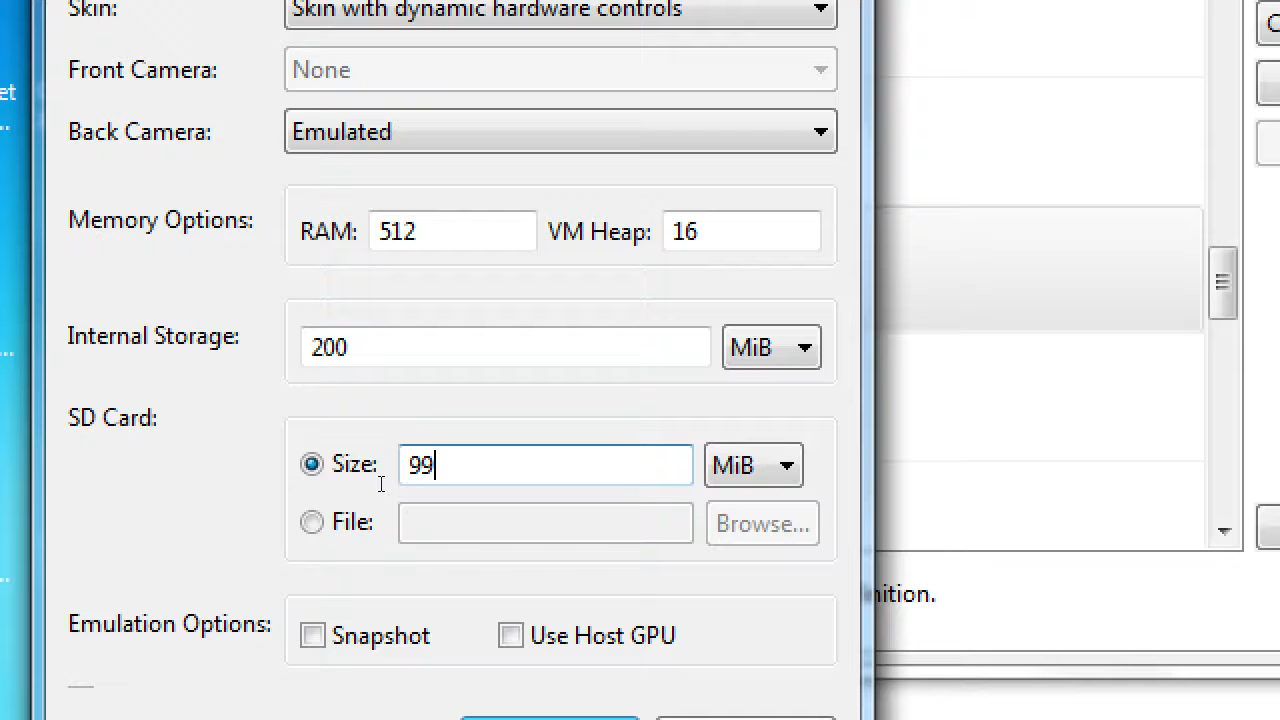 Skin: Skin with dynamic hardware controls
Front Camera: None
et
Back Camera: Emulated
Memory Options: RAM: 512 VM Heap: 16
Internal Storage: 200 MiB
SD Card:
Size: 99 MiB
File: Browse...
nition.
Emulation Options: Snapshot Use Host GPU